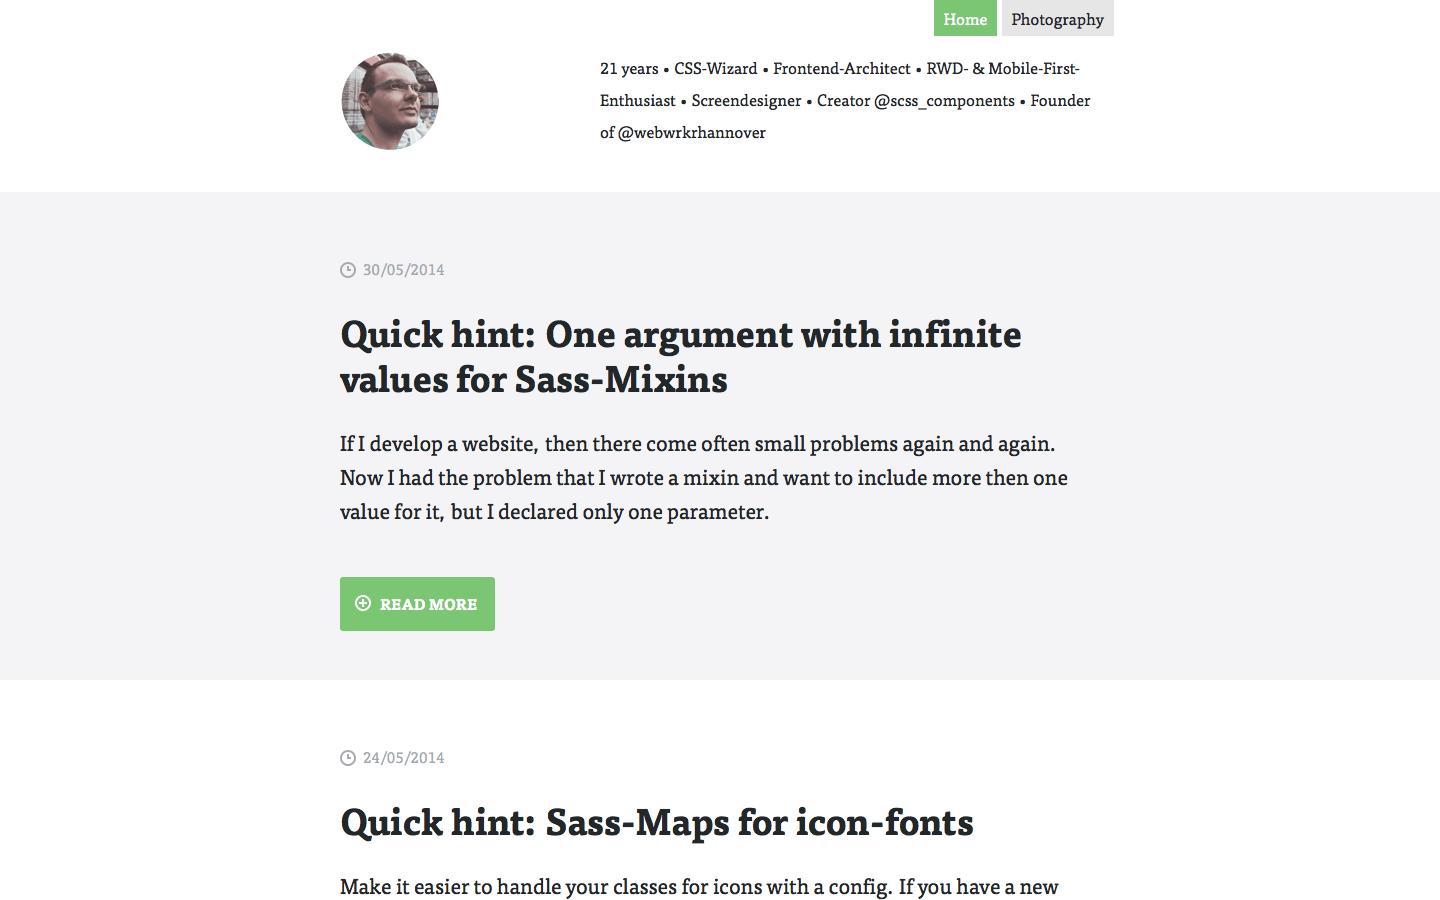 Home Photography
21 years • CSS-Wizard • Frontend-Architect • RWD- & Mobile-First-
Enthusiast • Screendesigner • Creator @scss_components • Founder
of @webwrkrhannover
30/05/2014
Quick hint: One argument with infinite
values for Sass-Mixins
If I develop a website, then there come often small problems again and again.
Now I had the problem that I wrote a mixin and want to include more then one
value for it, but I declared only one parameter.
READ MORE
24/05/2014
Quick hint: Sass-Maps for icon-fonts
Make it easier to handle your classes for icons with a config. If you have a new